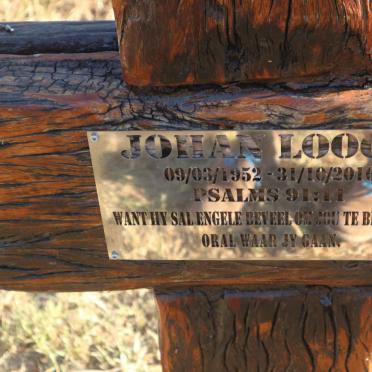 JOHAN LOO
09/03/1952 - 31/10/2010
PSALMS 91:11
WANT HY SAL ENGELE BEVEEL OM JOU TE
ORAL WAAR JY GAAN.